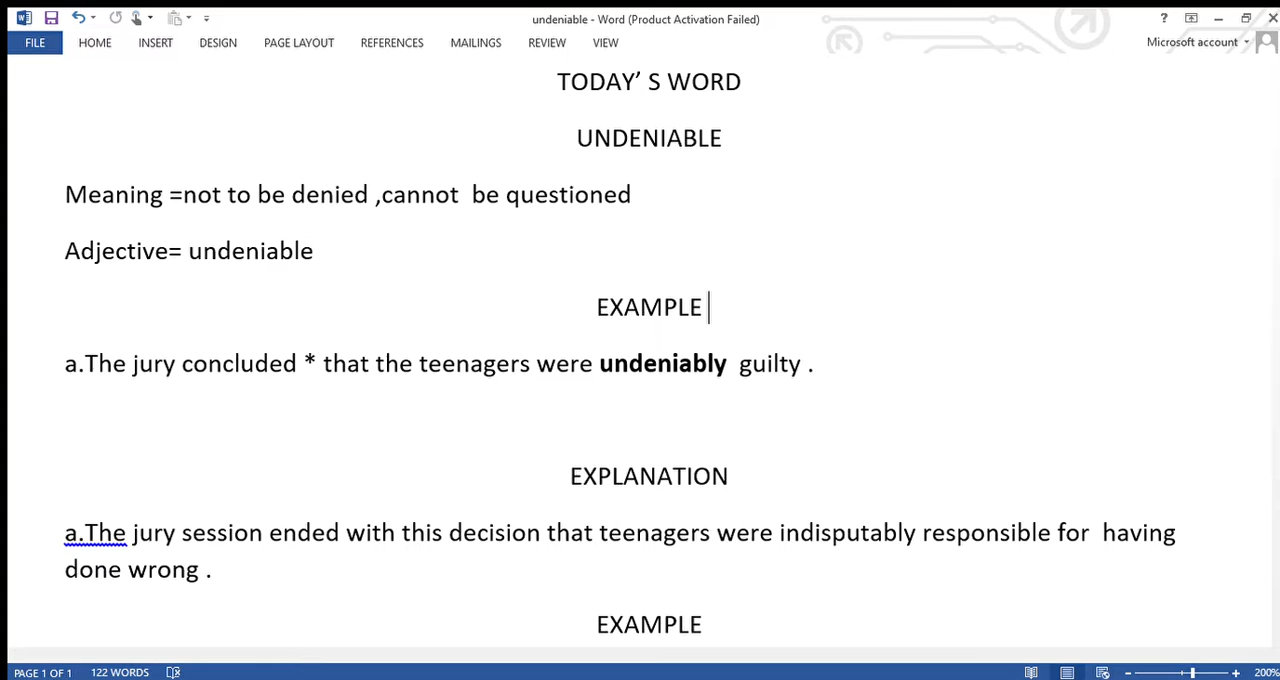 undeniable - Word (Product Activation Failed)
?
FILE HOME INSERT DESIGN PAGE LAYOUT REFERENCES MAILINGS REVIEW VIEW Microsoft account
TODAY’ S WORD
UNDENIABLE
Meaning =not to be denied ,cannot  be questioned
Adjective= undeniable
EXAMPLE
a.The jury concluded * that the teenagers were undeniably  guilty .
EXPLANATION
a.The jury session ended with this decision that teenagers were indisputably responsible for  having
done wrong .
EXAMPLE
PAGE 1 OF 1 122 WORDS 200%